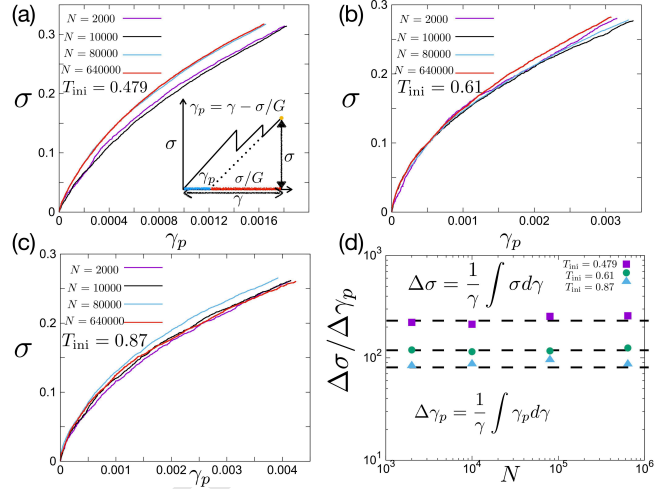 (a)
N = 2000
N = 10000
N = 80000
N = 640000
T_ini = 0.479
γ_p = γ − σ/G
σ
γ_p
σ/G
σ
γ
0.3
0.2
0.1
0
σ
0 0.0004 0.0008 0.0012 0.0016
γ_p
(b)
N = 2000
N = 10000
N = 80000
N = 640000
T_ini = 0.61
0.3
0.2
0.1
0
σ
0 0.001 0.002 0.003
γ_p
(c)
N = 2000
N = 10000
N = 80000
N = 640000
T_ini = 0.87
0.3
0.2
0.1
0
σ
0 0.001 0.002 0.003 0.004
γ_p
(d)
T_ini = 0.479
T_ini = 0.61
T_ini = 0.87
Δσ = 1/γ ∫ σdγ
Δγ_p = 1/γ ∫ γ_p dγ
10^3
10^2
10^1
Δσ/Δγ_p
10^3 10^4 10^5 10^6
N